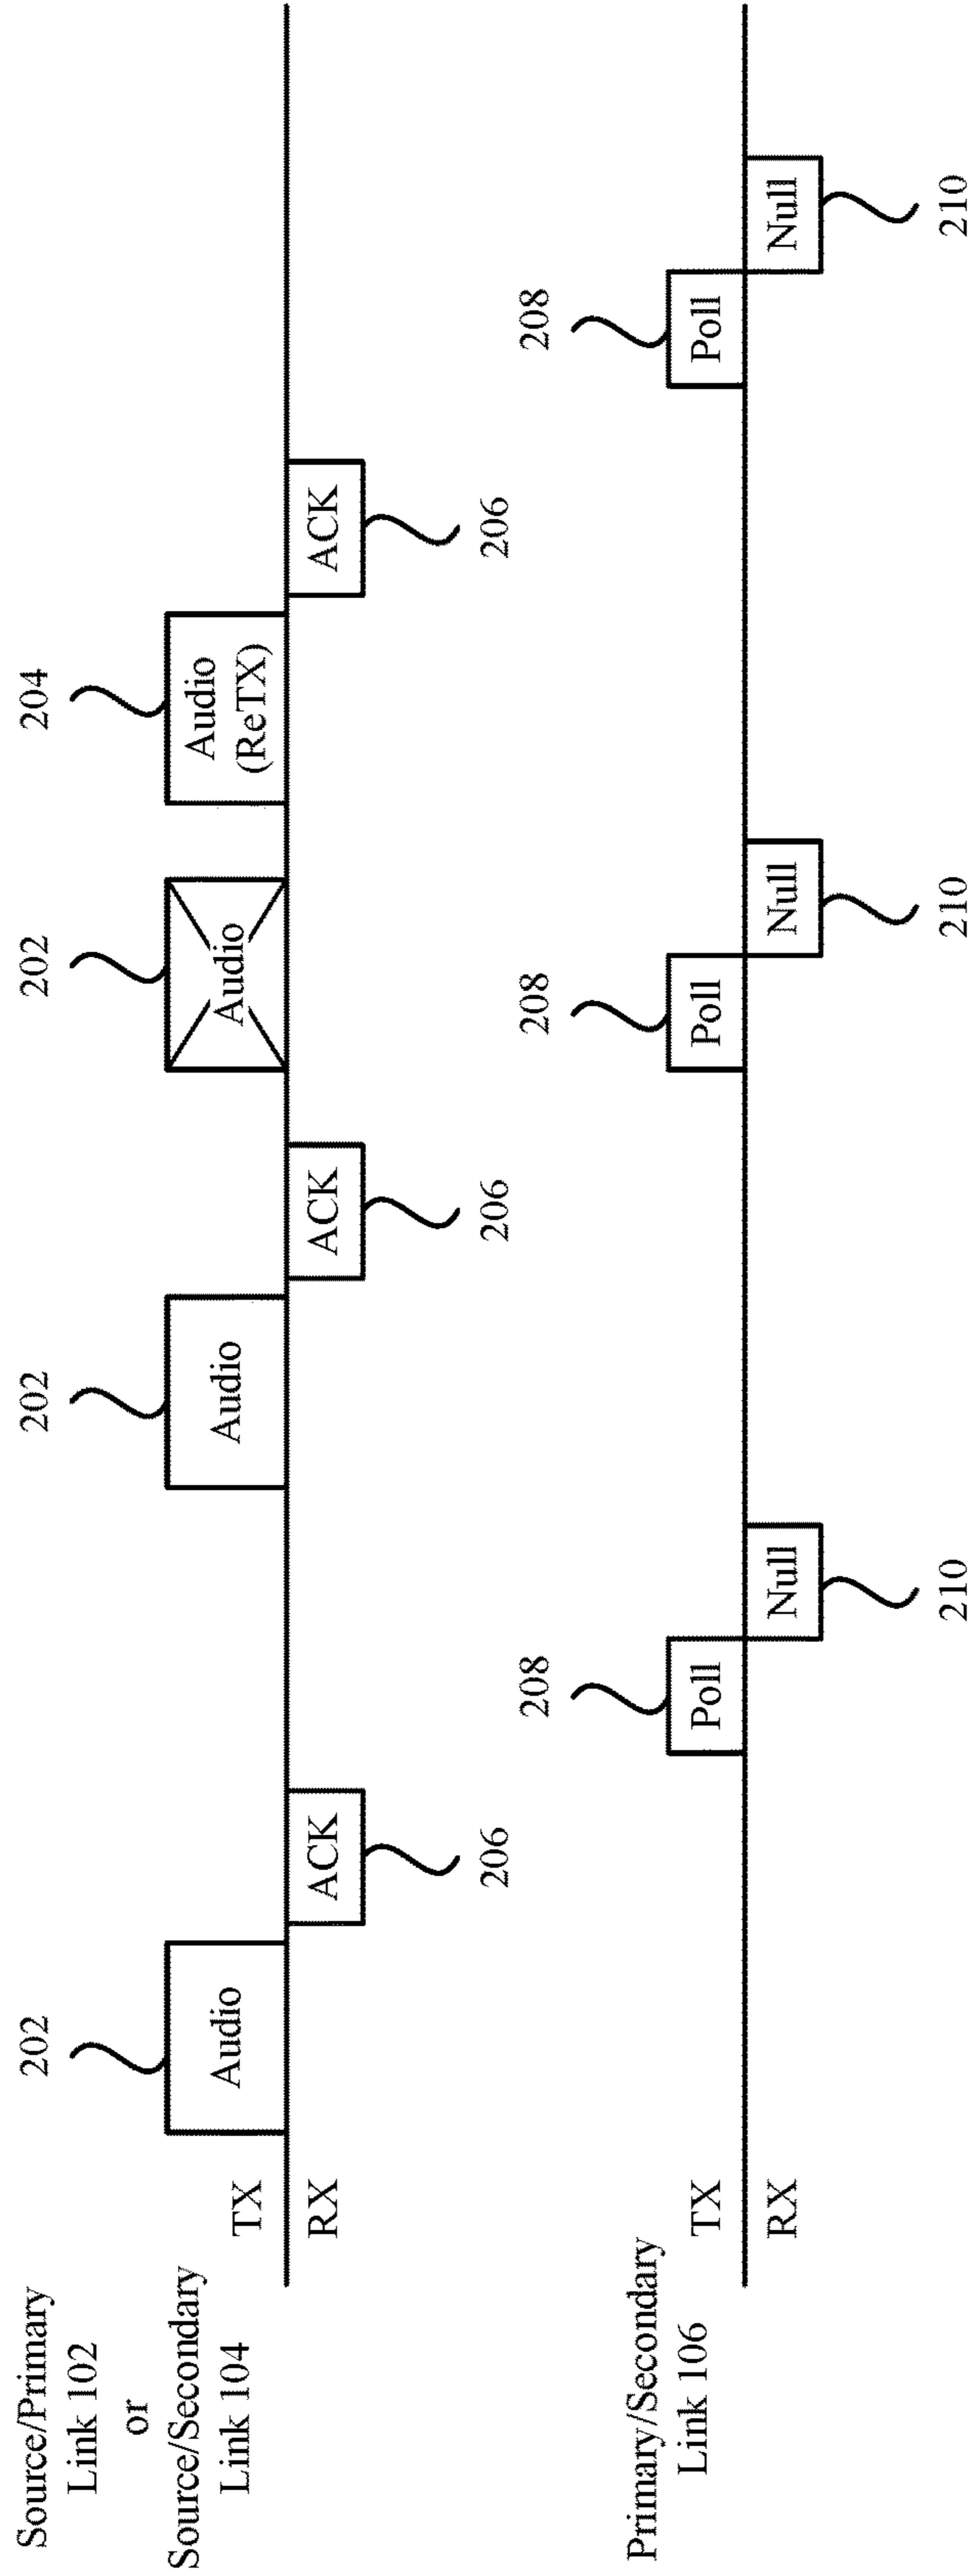 Source/Primary
Link 102
or
Source/Secondary
Link 104
TX
RX
202
Audio
ACK
206
202
Audio
ACK
206
202
Audio
204
Audio
(ReTX)
ACK
206
Primary/Secondary
Link 106
TX
RX
208
Poll
Null
210
208
Poll
Null
210
208
Poll
Null
210